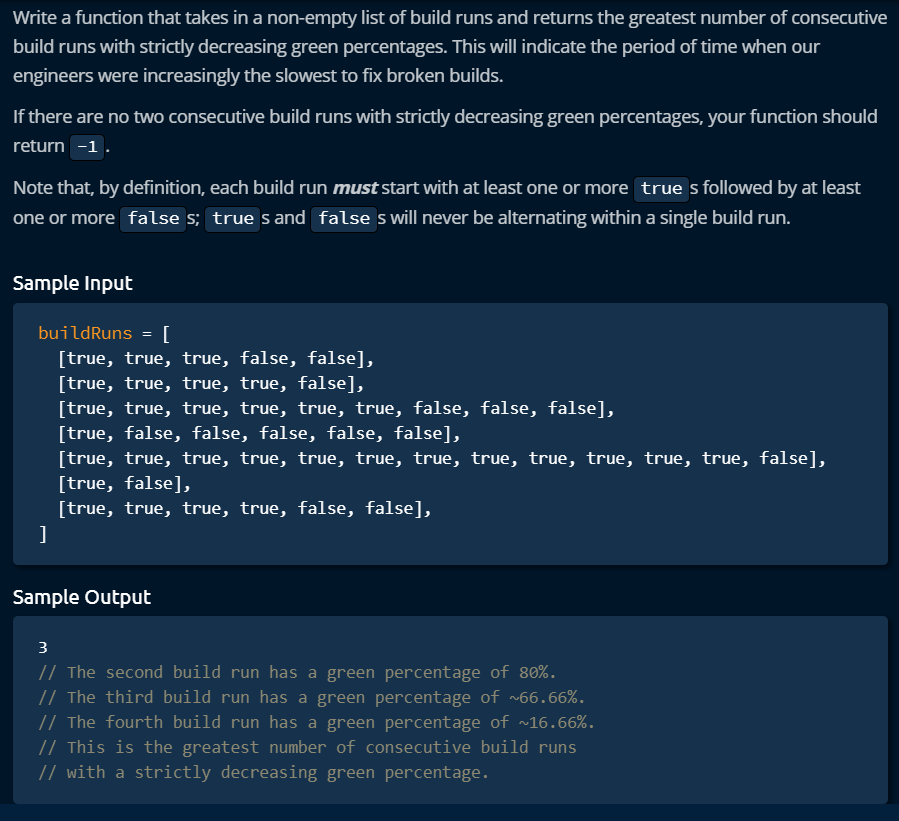 Write a function that takes in a non-empty list of build runs and returns the greatest number of consecutive
build runs with strictly decreasing green percentages. This will indicate the period of time when our
engineers were increasingly the slowest to fix broken builds.
If there are no two consecutive build runs with strictly decreasing green percentages, your function should
return -1.
Note that, by definition, each build run must start with at least one or more trues followed by at least
one or more falses; trues and falses will never be alternating within a single build run.
Sample Input
buildRuns = [
  [true, true, true, false, false],
  [true, true, true, true, false],
  [true, true, true, true, true, true, false, false, false],
  [true, false, false, false, false, false],
  [true, true, true, true, true, true, true, true, true, true, true, true, false],
  [true, false],
  [true, true, true, true, false, false],
]
Sample Output
3
// The second build run has a green percentage of 80%.
// The third build run has a green percentage of ~66.66%.
// The fourth build run has a green percentage of ~16.66%.
// This is the greatest number of consecutive build runs
// with a strictly decreasing green percentage.